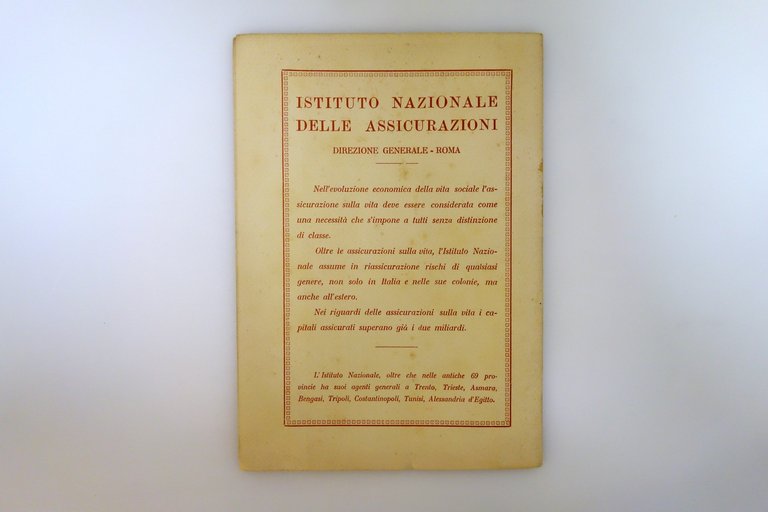 ISTITUTO NAZIONALE
DELLE ASSICURAZIONI
DIREZIONE GENERALE - ROMA
Nell'evoluzione economica della vita sociale l'as-
sicurazione sulla vita deve essere considerata come
una necessità che s'impone a tutti senza distinzione
di classe.
Oltre le assicurazioni sulla vita, l'Istituto Nazio-
nale assume in riassicurazione rischi di qualsiasi
genere, non solo in Italia e nelle sue colonie, ma
anche all'estero.
Nei riguardi delle assicurazioni sulla vita i ca-
pitali assicurati superano già i due miliardi.
L'Istituto Nazionale, oltre che nelle antiche 69 pro-
vincie ha suoi agenti generali a Trento, Trieste, Asmara,
Bengasi, Tripoli, Costantinopoli, Tunisi, Alessandria d'Egitto.